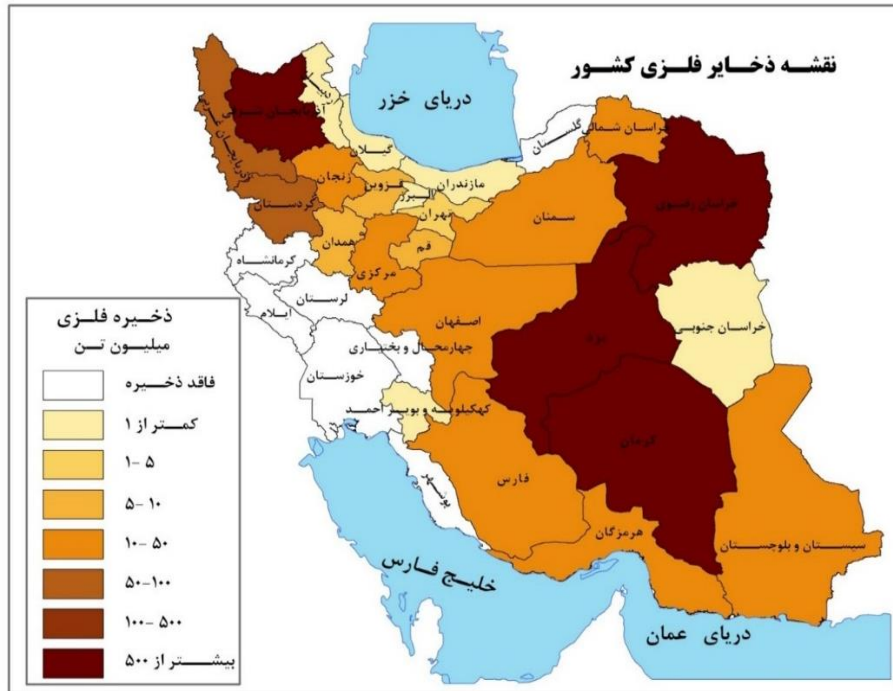 نقشه ذخایر فلزی کشور
دریای خزر
آذربایجان شرقی
آذربایجان غربی
گیلان
گلستان
خراسان شمالی
خراسان رضوی
مازندران
زنجان
قزوین
البرز
تهران
سمنان
کردستان
همدان
قم
مرکزی
کرمانشاه
لرستان
ایلام
اصفهان
خراسان جنوبی
یزد
چهارمحال و بختیاری
خوزستان
کهکیلویه و بویر احمد
کرمان
فارس
بوشهر
هرمزگان
سیستان و بلوچستان
خلیج فارس
دریای عمان
ذخیره فلزی
میلیون تن
فاقد ذخیره
کمتر از ۱
۱-۵
۵-۱۰
۱۰-۵۰
۵۰-۱۰۰
۱۰۰-۵۰۰
بیشتر از ۵۰۰